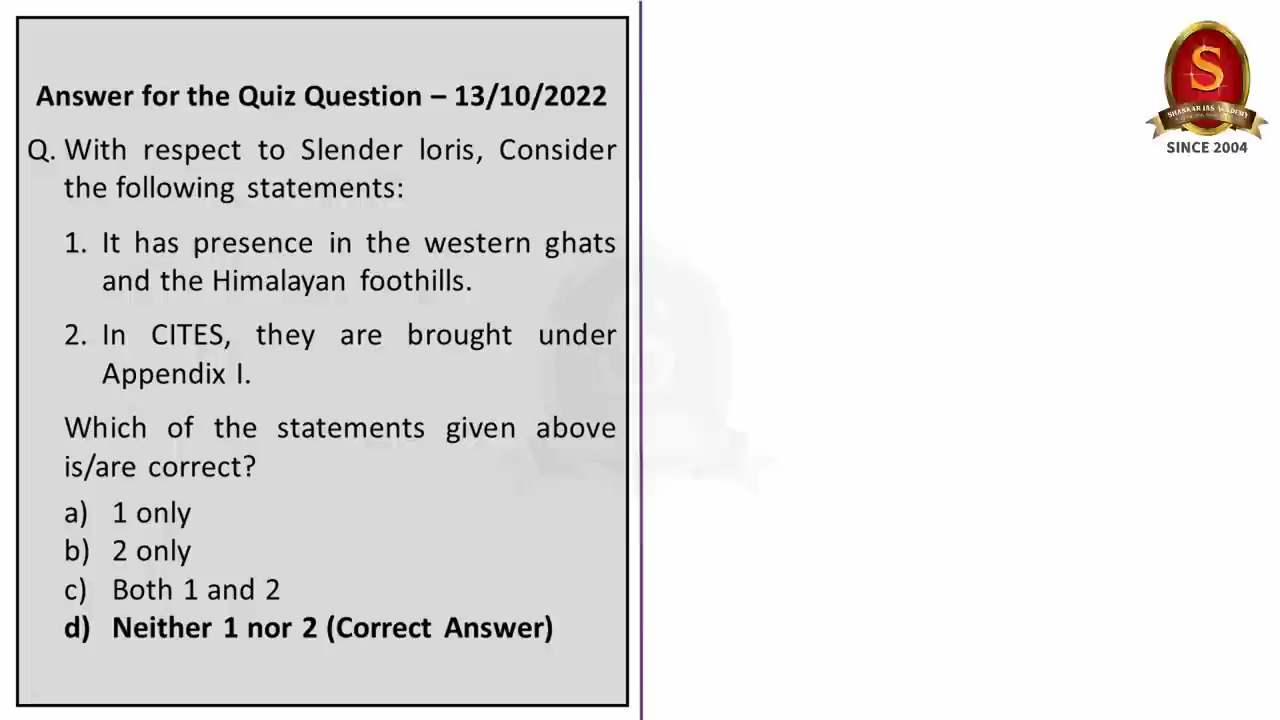 Answer for the Quiz Question – 13/10/2022
Q. With respect to Slender loris, Consider
the following statements:
1. It has presence in the western ghats
and the Himalayan foothills.
2. In CITES, they are brought under
Appendix I.
Which of the statements given above
is/are correct?
a) 1 only
b) 2 only
c) Both 1 and 2
d) Neither 1 nor 2 (Correct Answer)
S
SHANKAR IAS ACADEMY
SINCE 2004